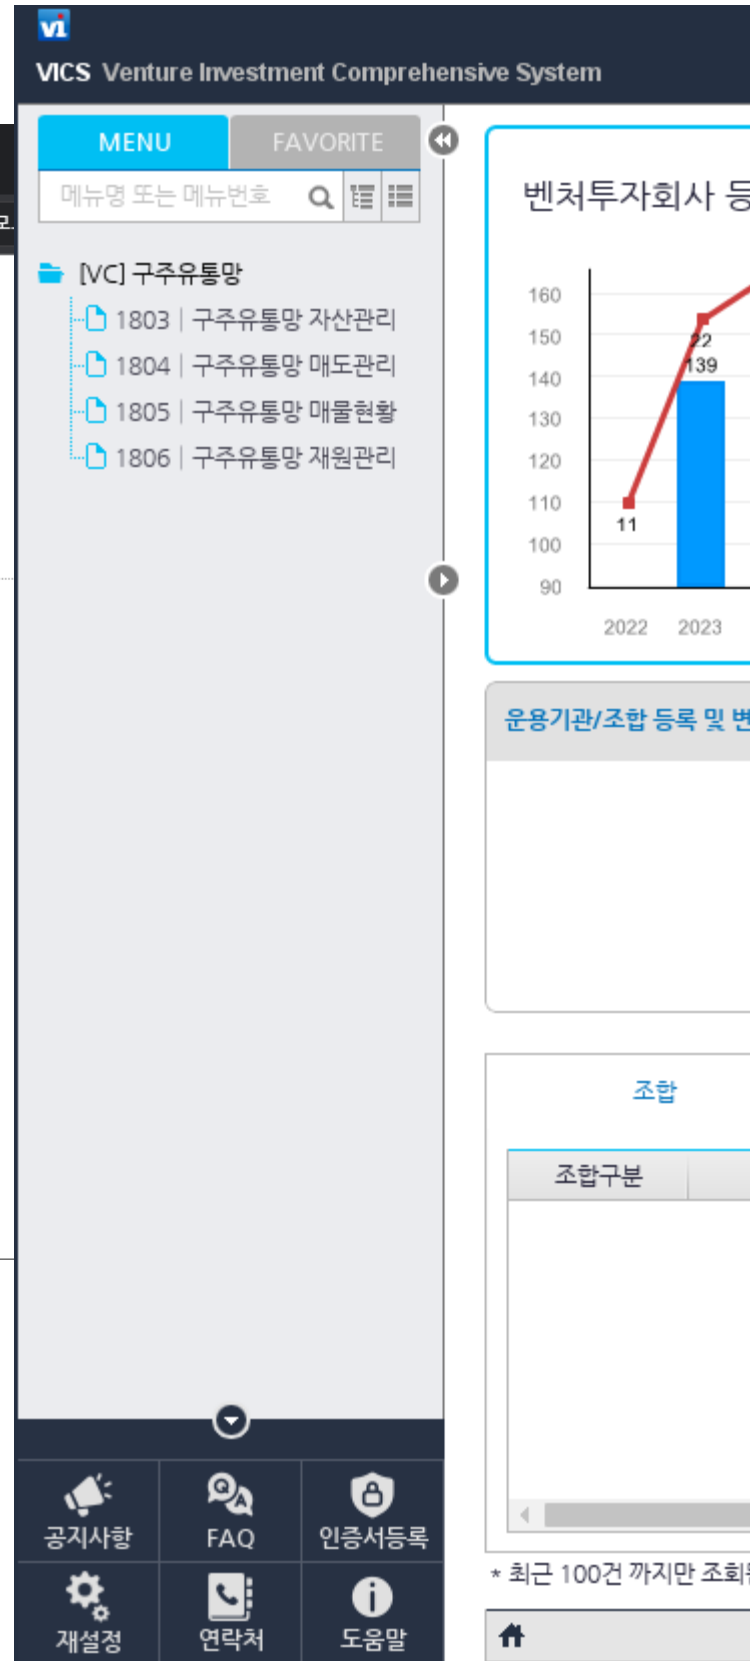 vi
VICS Venture Investment Comprehensive System
MENU
FAVORITE
메뉴명 또는 메뉴번호
[VC] 구주유통망
1803 | 구주유통망 자산관리
1804 | 구주유통망 매도관리
1805 | 구주유통망 매물현황
1806 | 구주유통망 재원관리
공지사항
FAQ
인증서등록
재설정
연락처
도움말
벤처투자회사 등
160
150
140
130
120
110
100
90
22
139
11
2022 2023
운용기관/조합 등록 및 변
조합
조합구분
* 최근 100건 까지만 조회